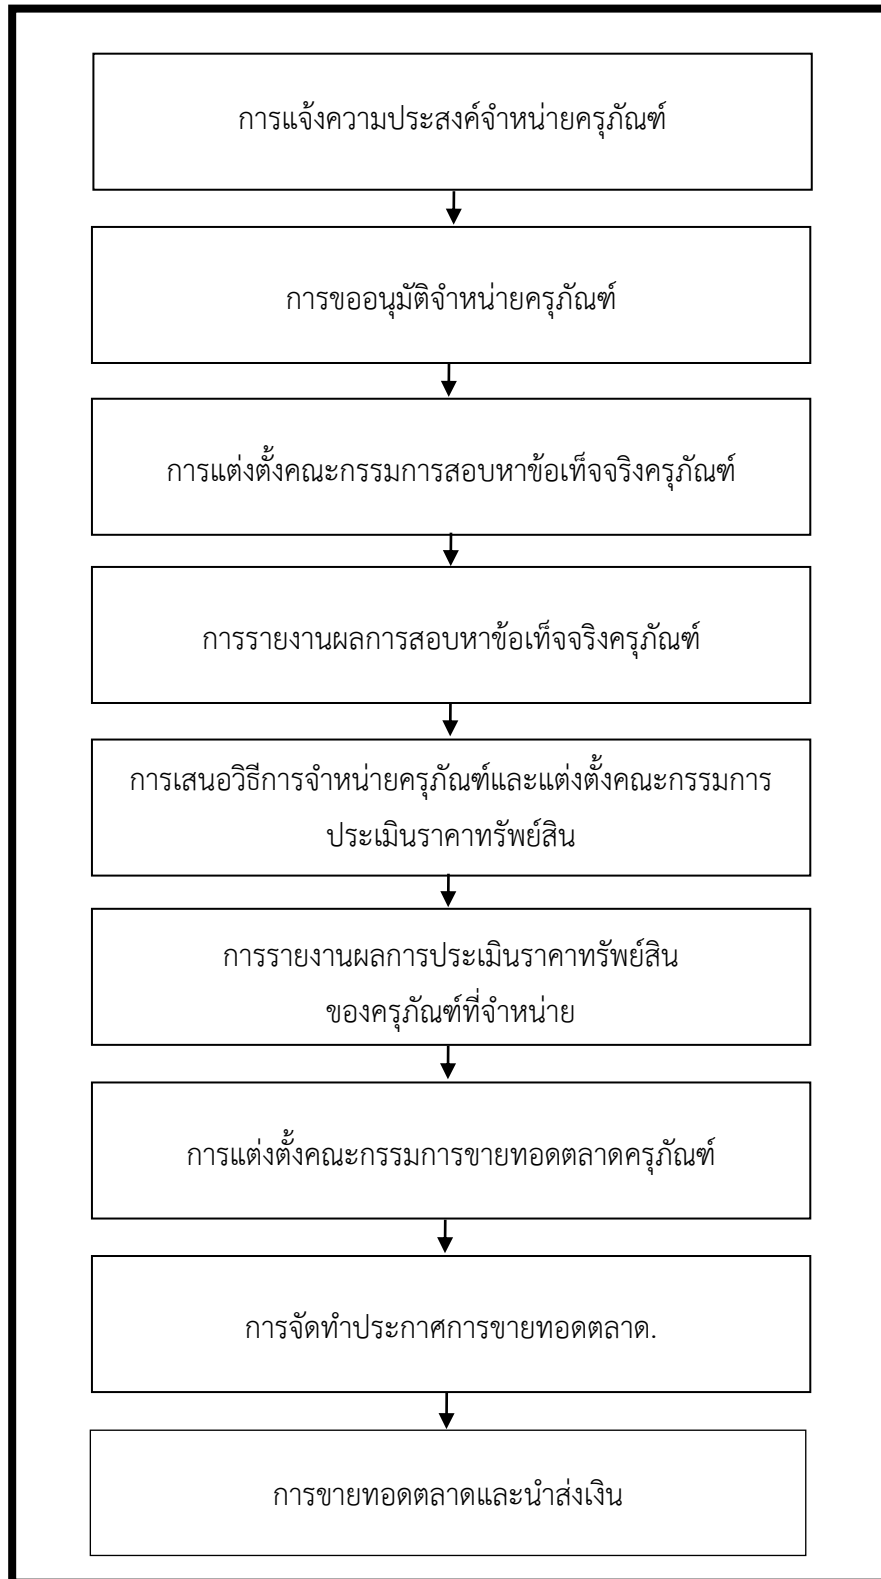 การแจ้งความประสงค์จำหน่ายครุภัณฑ์
การขออนุมัติจำหน่ายครุภัณฑ์
การแต่งตั้งคณะกรรมการสอบหาข้อเท็จจริงครุภัณฑ์
การรายงานผลการสอบหาข้อเท็จจริงครุภัณฑ์
การเสนอวิธีการจำหน่ายครุภัณฑ์และแต่งตั้งคณะกรรมการ
ประเมินราคาทรัพย์สิน
การรายงานผลการประเมินราคาทรัพย์สิน
ของครุภัณฑ์ที่จำหน่าย
การแต่งตั้งคณะกรรมการขายทอดตลาดครุภัณฑ์
การจัดทำประกาศการขายทอดตลาด.
การขายทอดตลาดและนำส่งเงิน